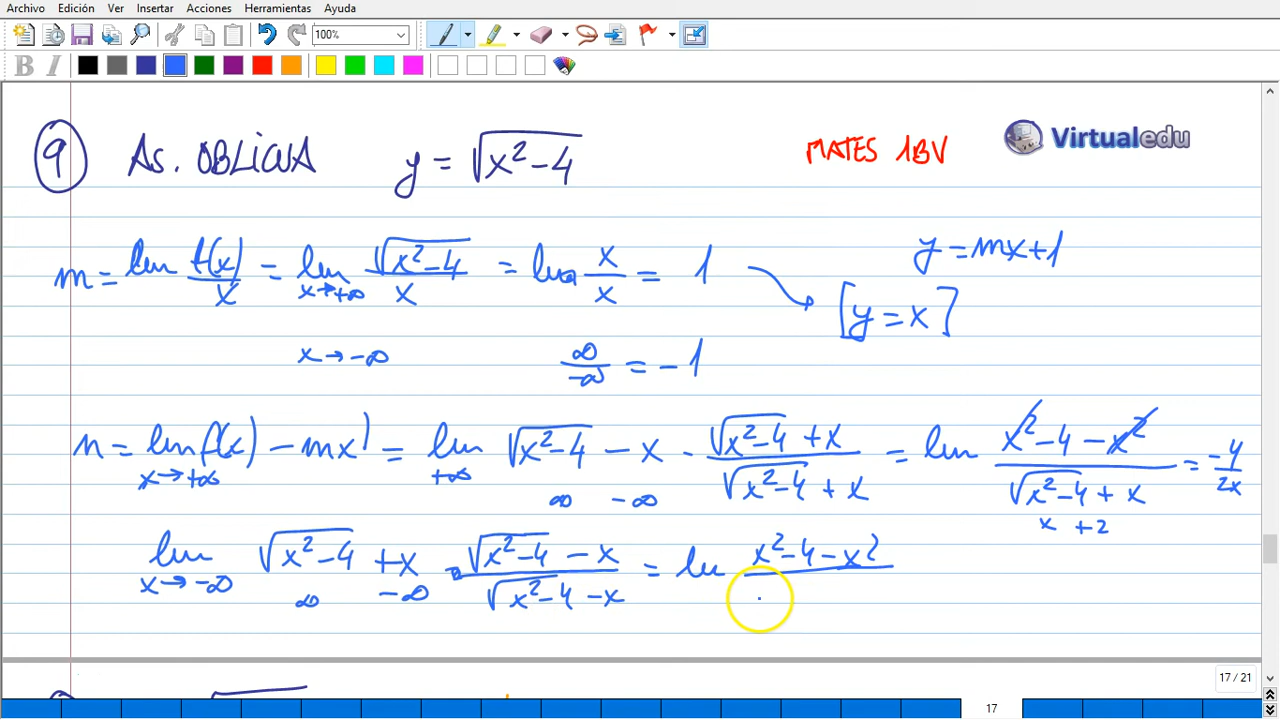 Archivo Edición Ver Insertar Acciones Herramientas Ayuda
100%
B I
9 As. OBLICUA y = √x²-4 MATES 1BV Virtualedu
m = lim f(x)/x = lim x→+∞ √x²-4/x = lim x/x = 1 y = mx+1
[y = x]
x→-∞ ∞/-∞ = -1
n = lim x→+∞ f(x) - mx = lim +∞ √x²-4 - x · √x²-4 + x/√x²-4 + x = lim x²-4-x²/√x²-4 + x = -4/2x
∞ -∞ x +2
lim x→-∞ √x²-4 + x · √x²-4 - x/√x²-4 - x = lim x²-4-x²
∞ -∞
17 / 21
17